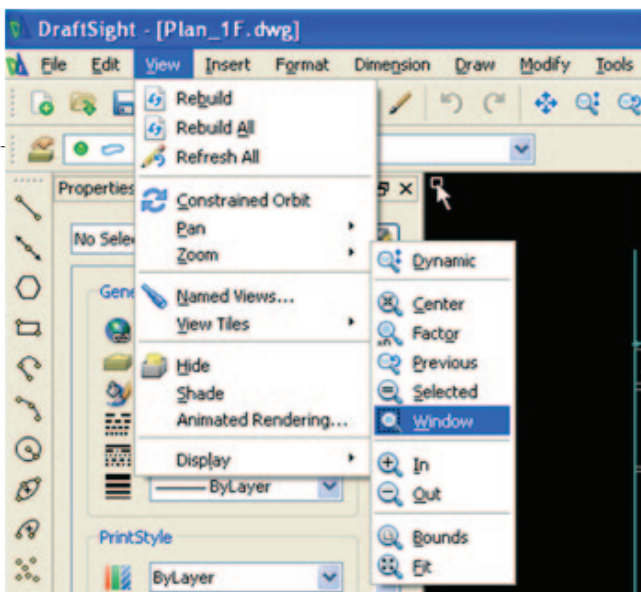 DraftSight - [Plan_1F.dwg]
File Edit View Insert Format Dimension Draw Modify Tools
Rebuild
Rebuild All
Refresh All
Properties
Constrained Orbit
Pan
No Sele
Zoom
Dynamic
Gene
Named Views...
Center
View Tiles
Factor
Previous
Hide
Selected
Shade
Window
Animated Rendering...
In
Display
ByLayer
Out
Bounds
PrintStyle
Fit
ByLayer